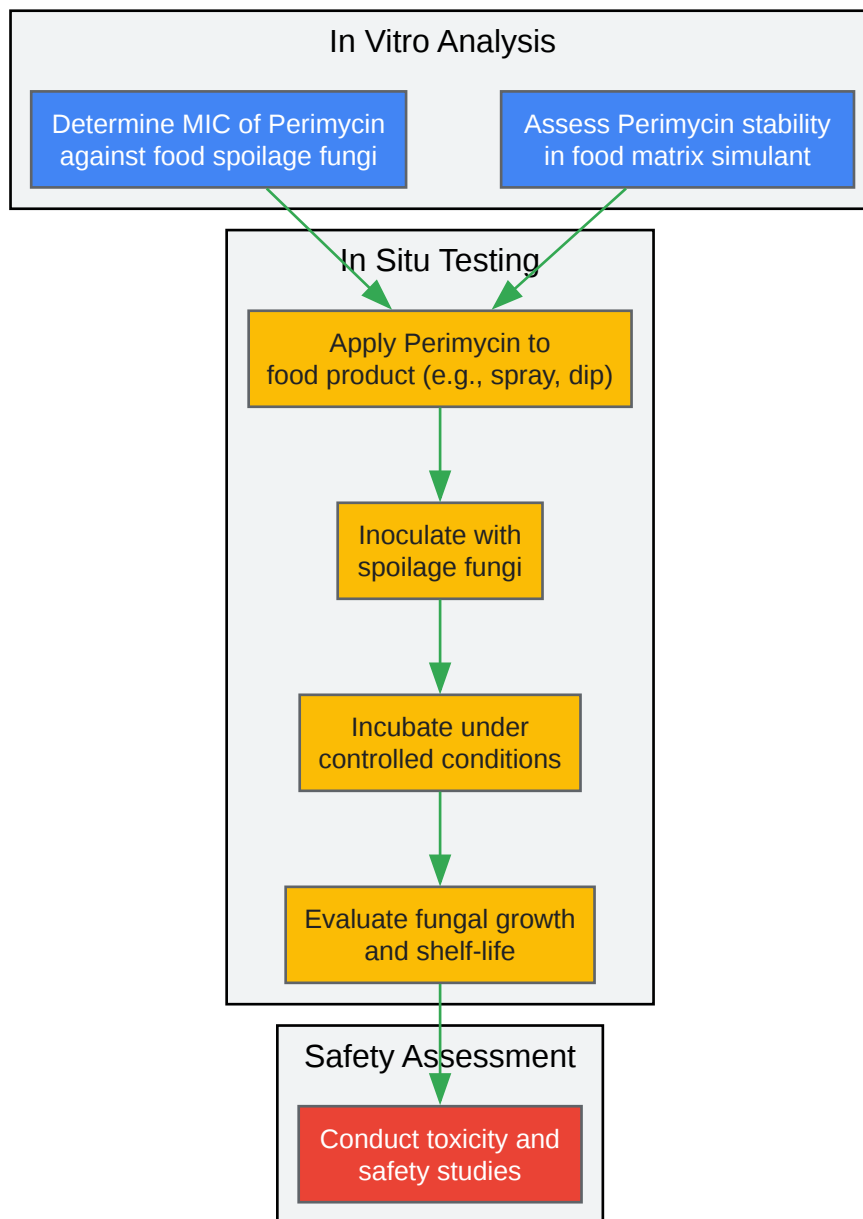 In Vitro Analysis
Determine MIC of Perimycin
against food spoilage fungi
Assess Perimycin stability
in food matrix simulant
In Situ Testing
Apply Perimycin to
food product (e.g., spray, dip)
Inoculate with
spoilage fungi
Incubate under
controlled conditions
Evaluate fungal growth
and shelf-life
Safety Assessment
Conduct toxicity and
safety studies